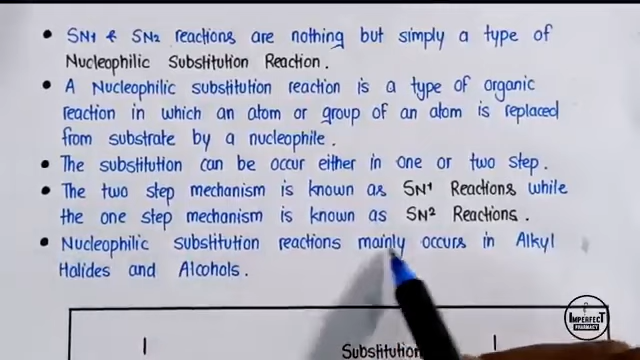 SN1 & SN2 reactions are nothing but simply a type of
Nucleophilic Substitution Reaction.
A Nucleophilic substitution reaction is a type of organic
reaction in which an atom or group of an atom is replaced
from substrate by a nucleophile.
The substitution can be occur either in one or two step.
The two step mechanism is known as SN1 Reactions while
the one step mechanism is known as SN2 Reactions.
Nucleophilic substitution reactions mainly occurs in Alkyl
Halides and Alcohols.
Substitution
IMPERFECT
PHARMACY